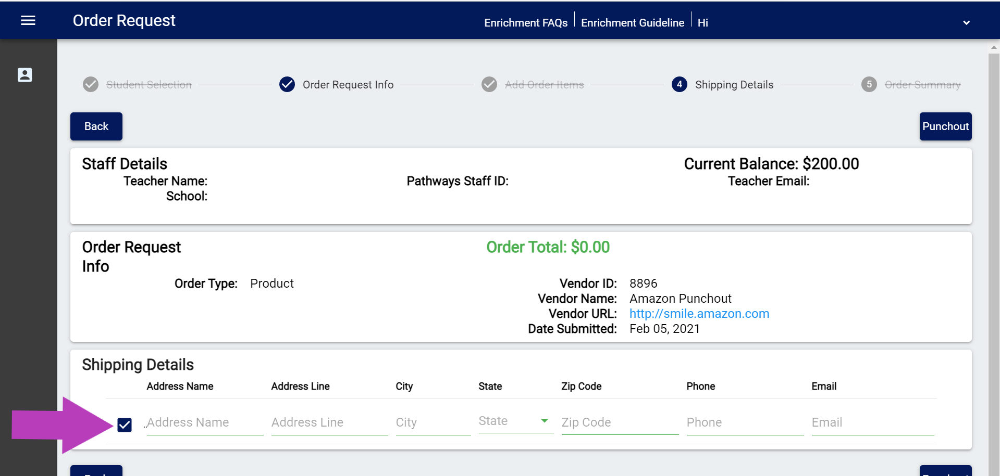 Order Request
Enrichment FAQs Enrichment Guideline Hi
Student Selection Order Request Info Add Order Items 4 Shipping Details 5 Order Summary
Back Punchout
Staff Details Current Balance: $200.00
Teacher Name: Pathways Staff ID: Teacher Email:
School:
Order Request Order Total: $0.00
Info
Order Type: Product Vendor ID: 8896
Vendor Name: Amazon Punchout
Vendor URL: http://smile.amazon.com
Date Submitted: Feb 05, 2021
Shipping Details
Address Name Address Line City State Zip Code Phone Email
..Address Name Address Line City State Zip Code Phone Email